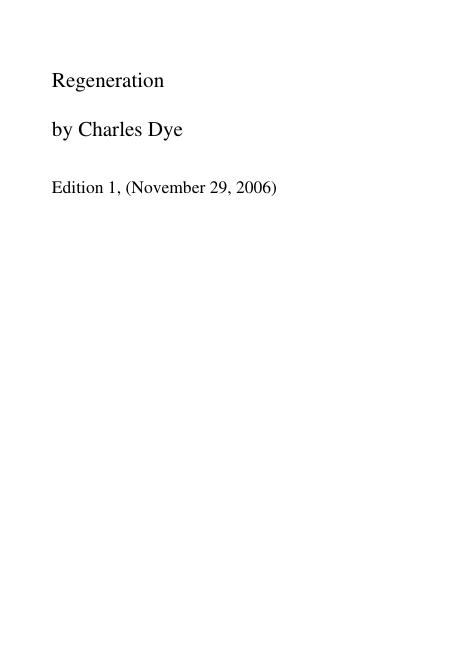 Regeneration
by Charles Dye
Edition 1, (November 29, 2006)